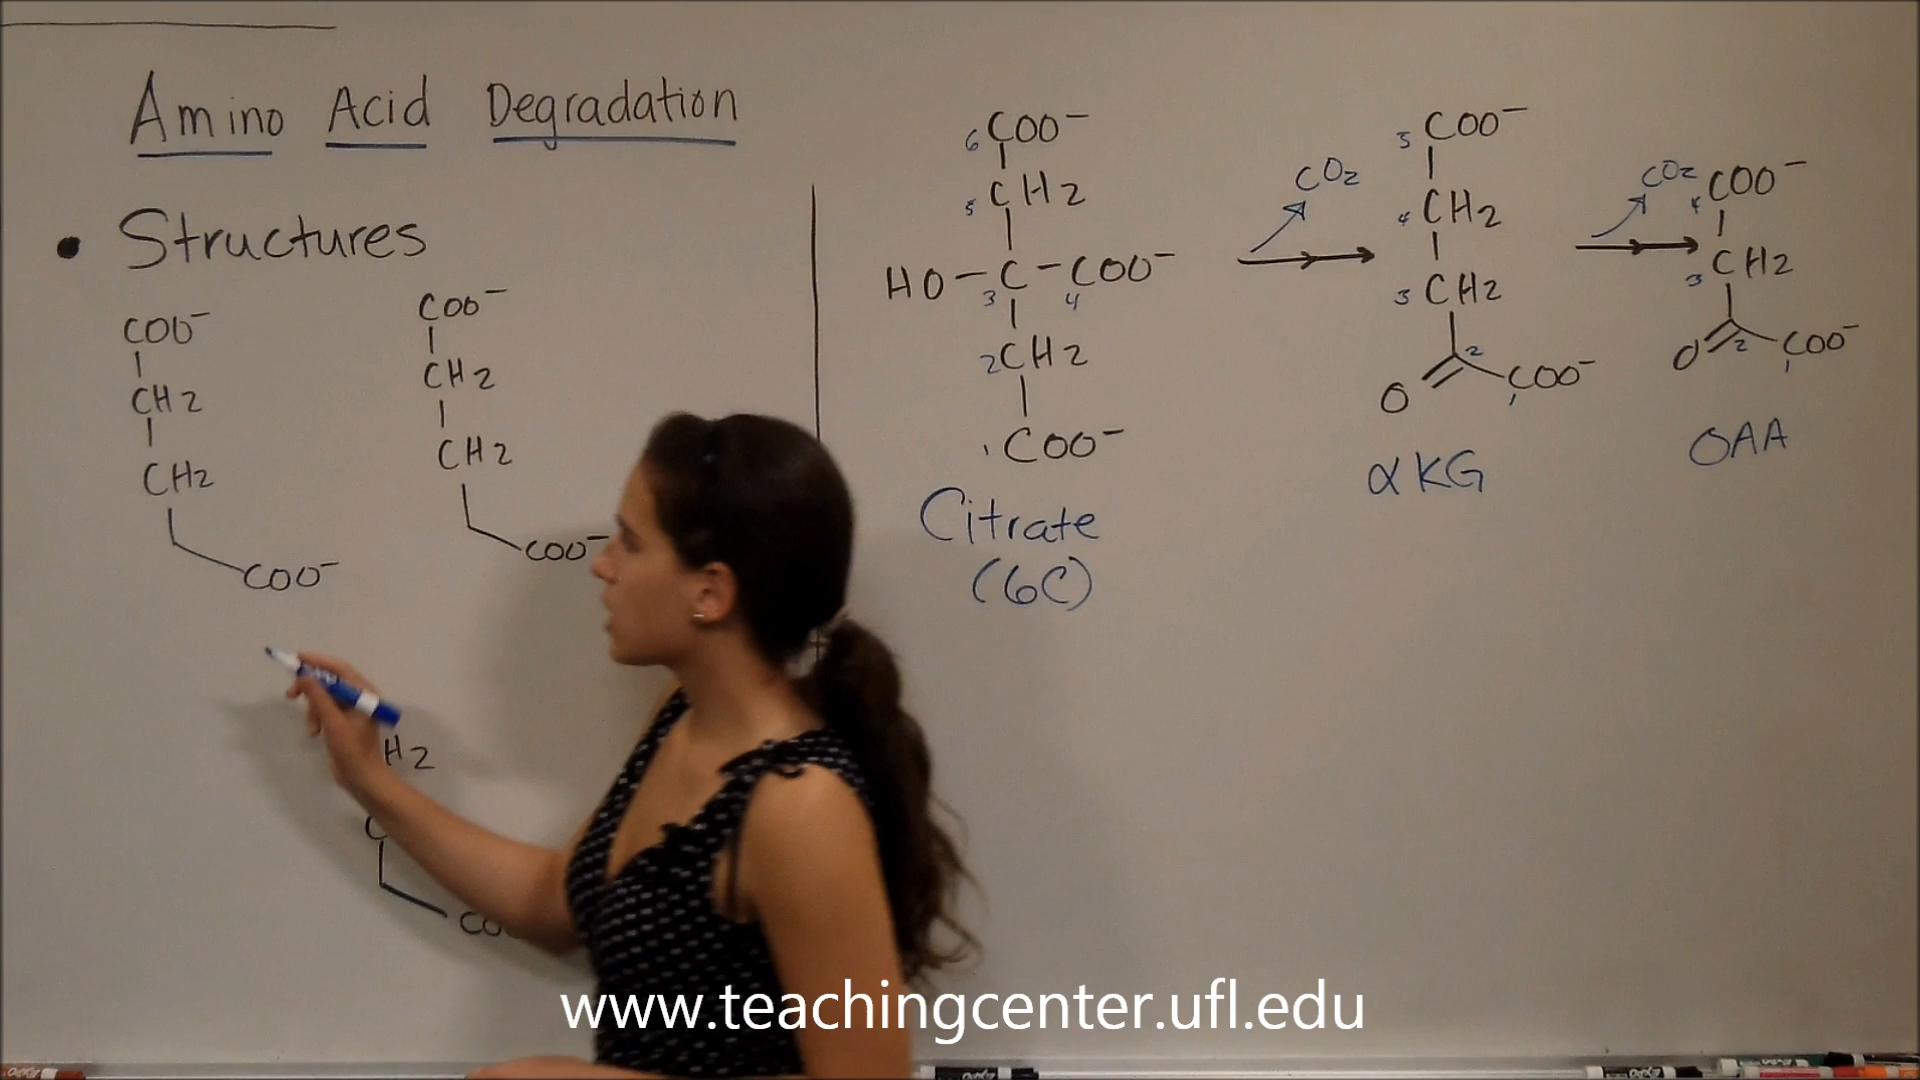 Amino Acid Degradation
• Structures
COO⁻
CH2
CH2
COO⁻
COO⁻
CH2
CH2
COO⁻
H2
C
CO
6 COO⁻
5 CH2
HO-C-COO⁻
3 4
2 CH2
1 COO⁻
Citrate
(6C)
CO2
5 COO⁻
4 CH2
3 CH2
2
O COO⁻
1
αKG
CO2
4 COO⁻
3 CH2
O 2 COO⁻
1
OAA
www.teachingcenter.ufl.edu